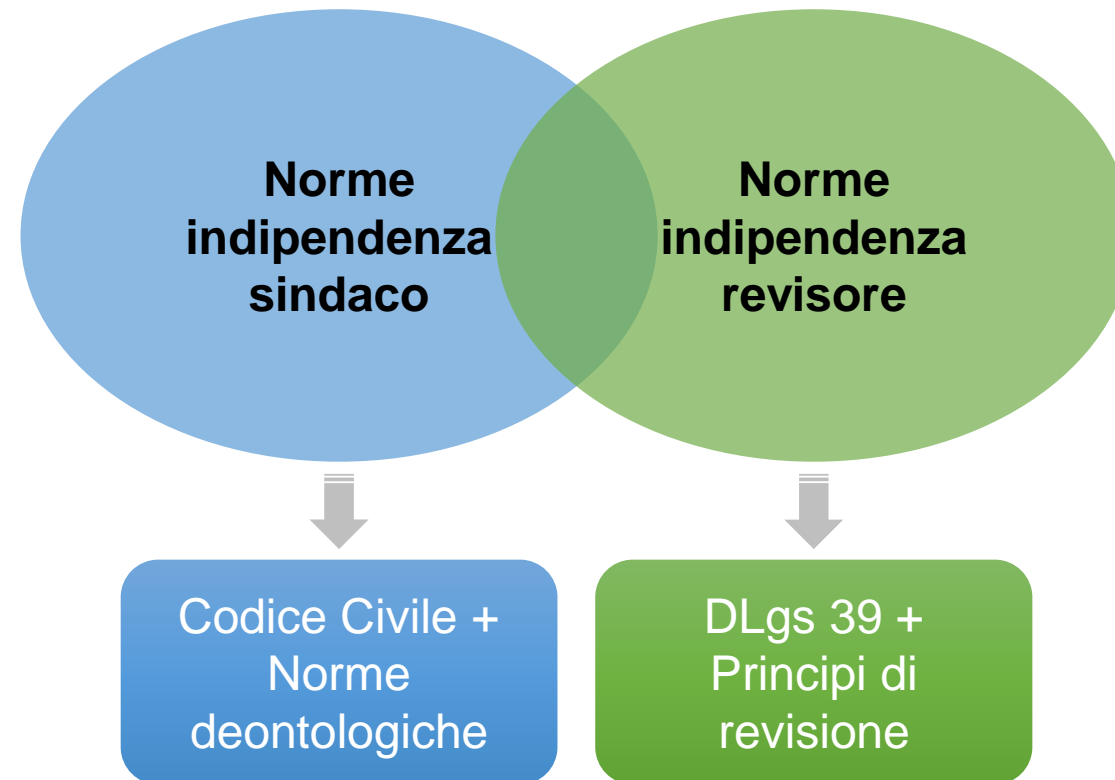 Norme
indipendenza
sindaco
Norme
indipendenza
revisore
Codice Civile +
Norme
deontologiche
DLgs 39 +
Principi di
revisione